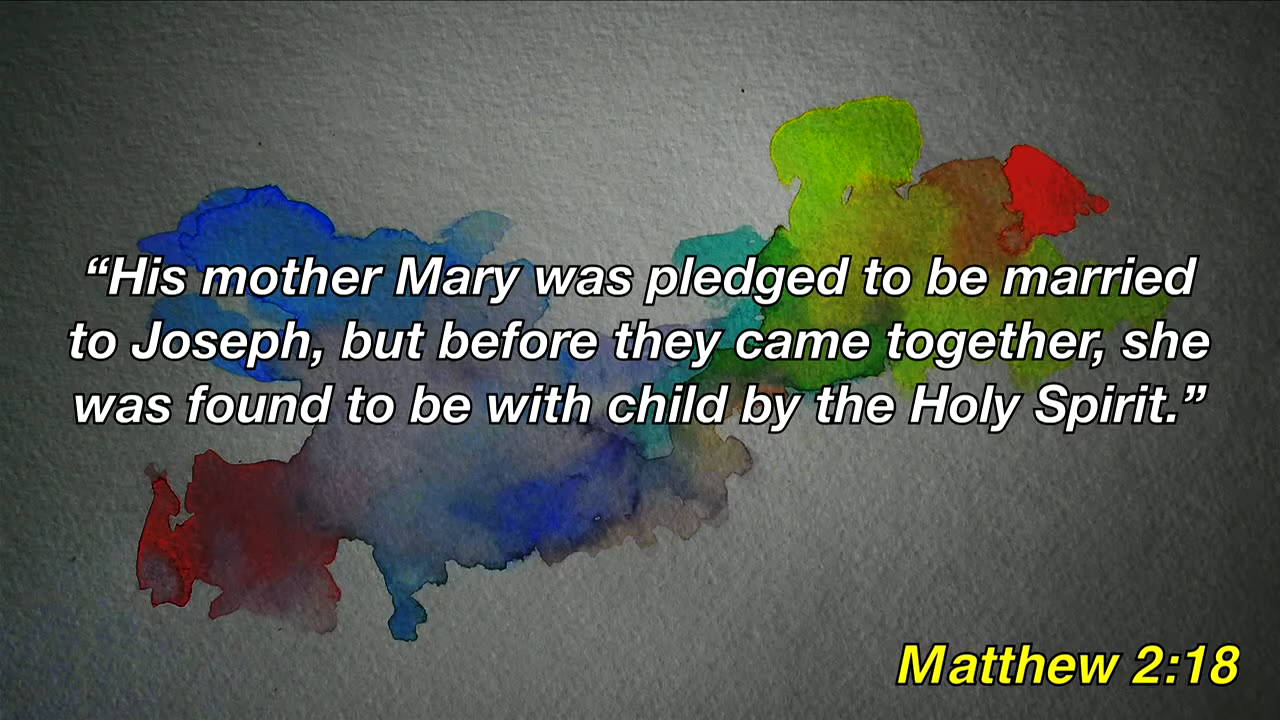 “His mother Mary was pledged to be married
to Joseph, but before they came together, she
was found to be with child by the Holy Spirit.”
Matthew 2:18